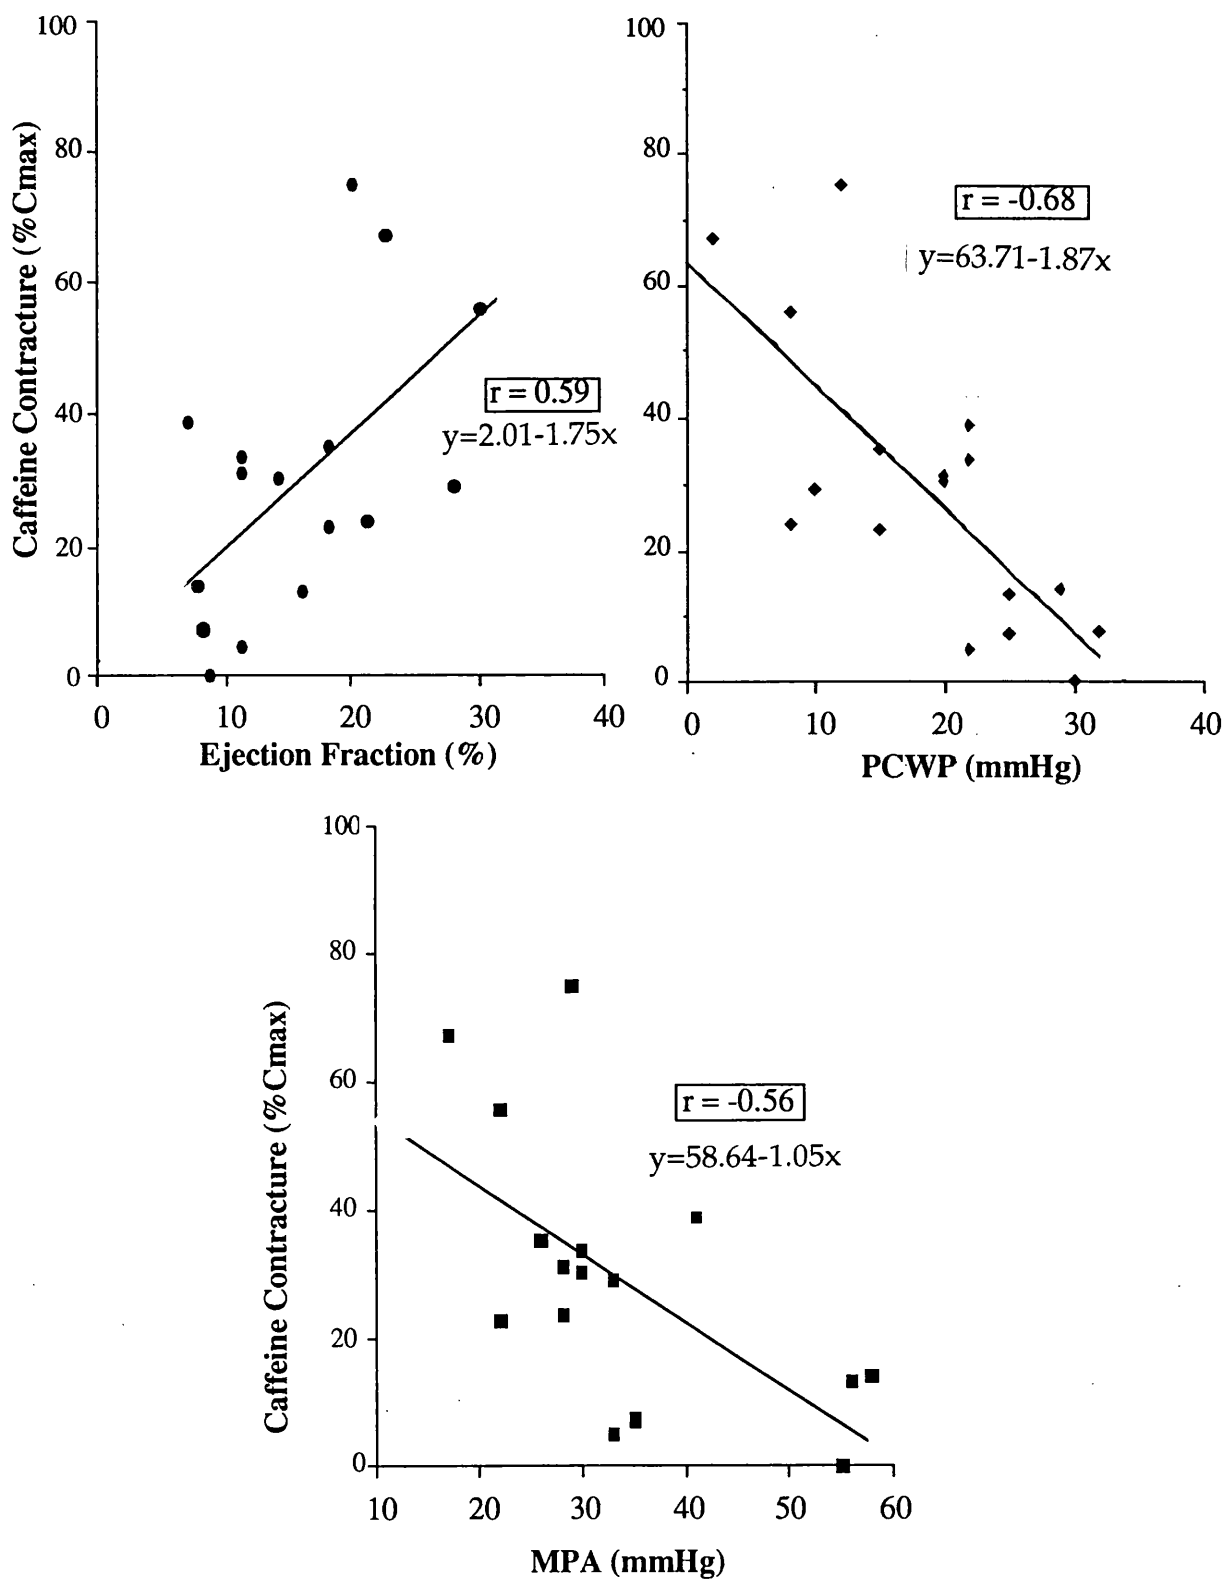 100
80
60
40
20
0
Caffeine Contracture (%Cmax)
r = 0.59
y=2.01-1.75x
0 10 20 30 40
Ejection Fraction (%)
100
80
60
40
20
0
r = -0.68
y=63.71-1.87x
0 10 20 30 40
PCWP (mmHg)
100
80
60
40
20
0
Caffeine Contracture (%Cmax)
r = -0.56
y=58.64-1.05x
10 20 30 40 50 60
MPA (mmHg)